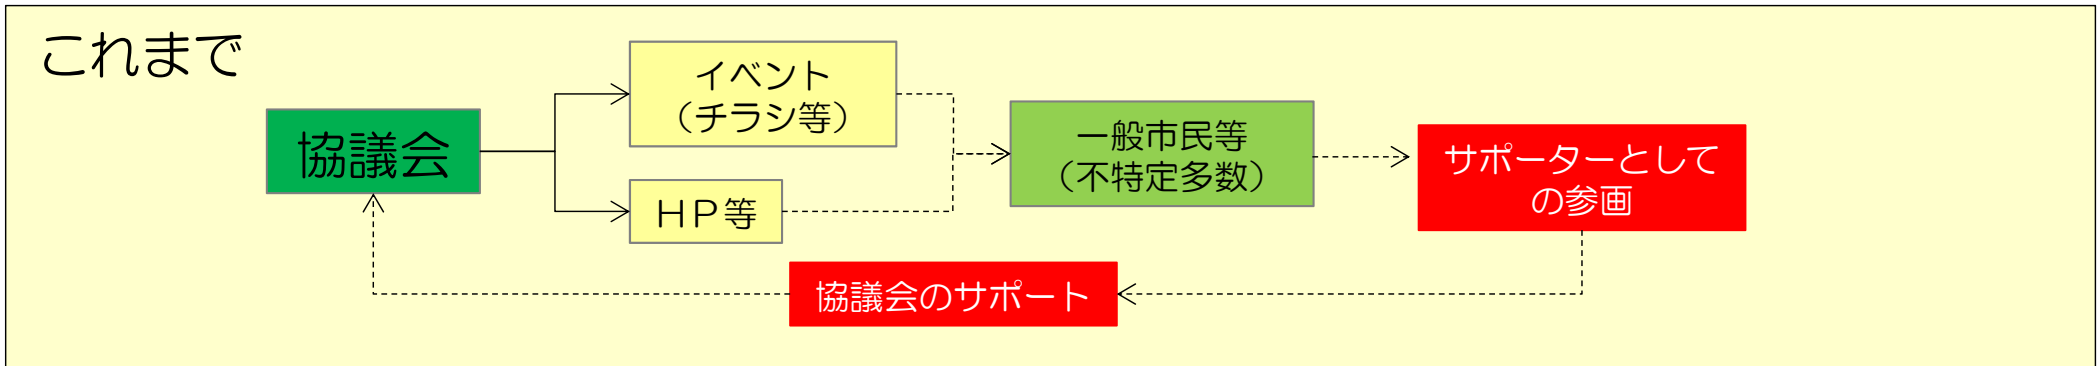 これまで
協議会
イベント
（チラシ等）
ＨＰ等
一般市民等
（不特定多数）
サポーターとして
の参画
協議会のサポート